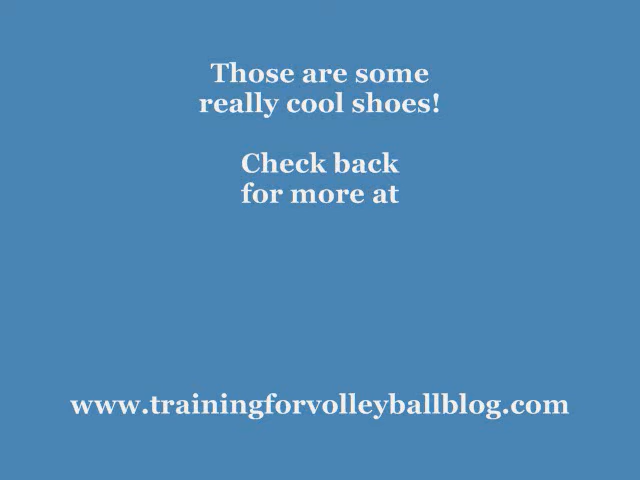 Those are some
really cool shoes!
Check back
for more at
www.trainingforvolleyballblog.com